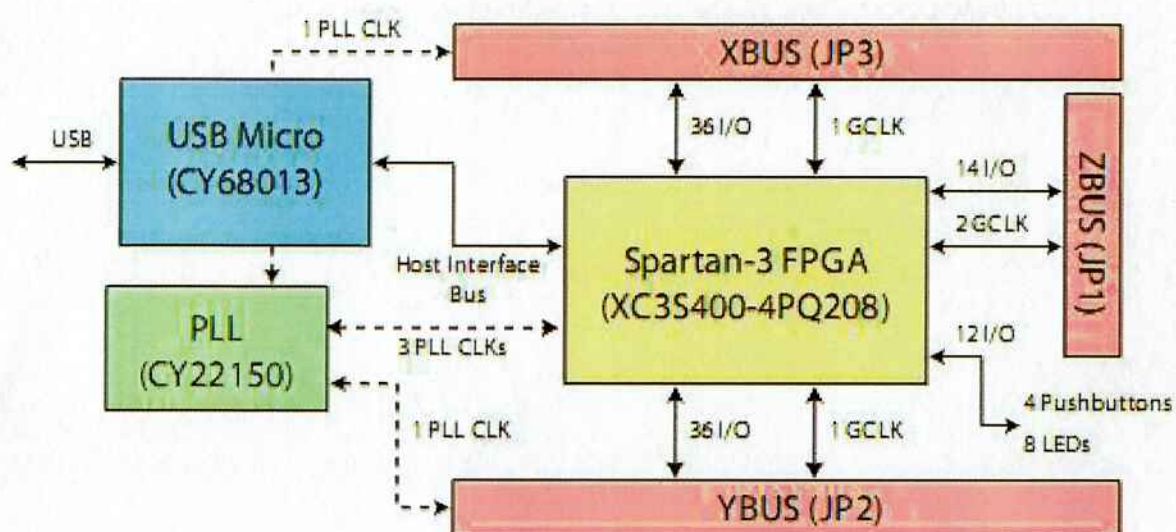 1 PLL CLK
XBUS (JP3)
USB
USB Micro
(CY68013)
36 I/O
1 GCLK
ZBUS (JP1)
14 I/O
2 GCLK
Host Interface
Bus
Spartan-3 FPGA
(XC3S400-4PQ208)
PLL
(CY22150)
3 PLL CLKs
12 I/O
4 Pushbuttons
8 LEDs
1 PLL CLK
36 I/O
1 GCLK
YBUS (JP2)